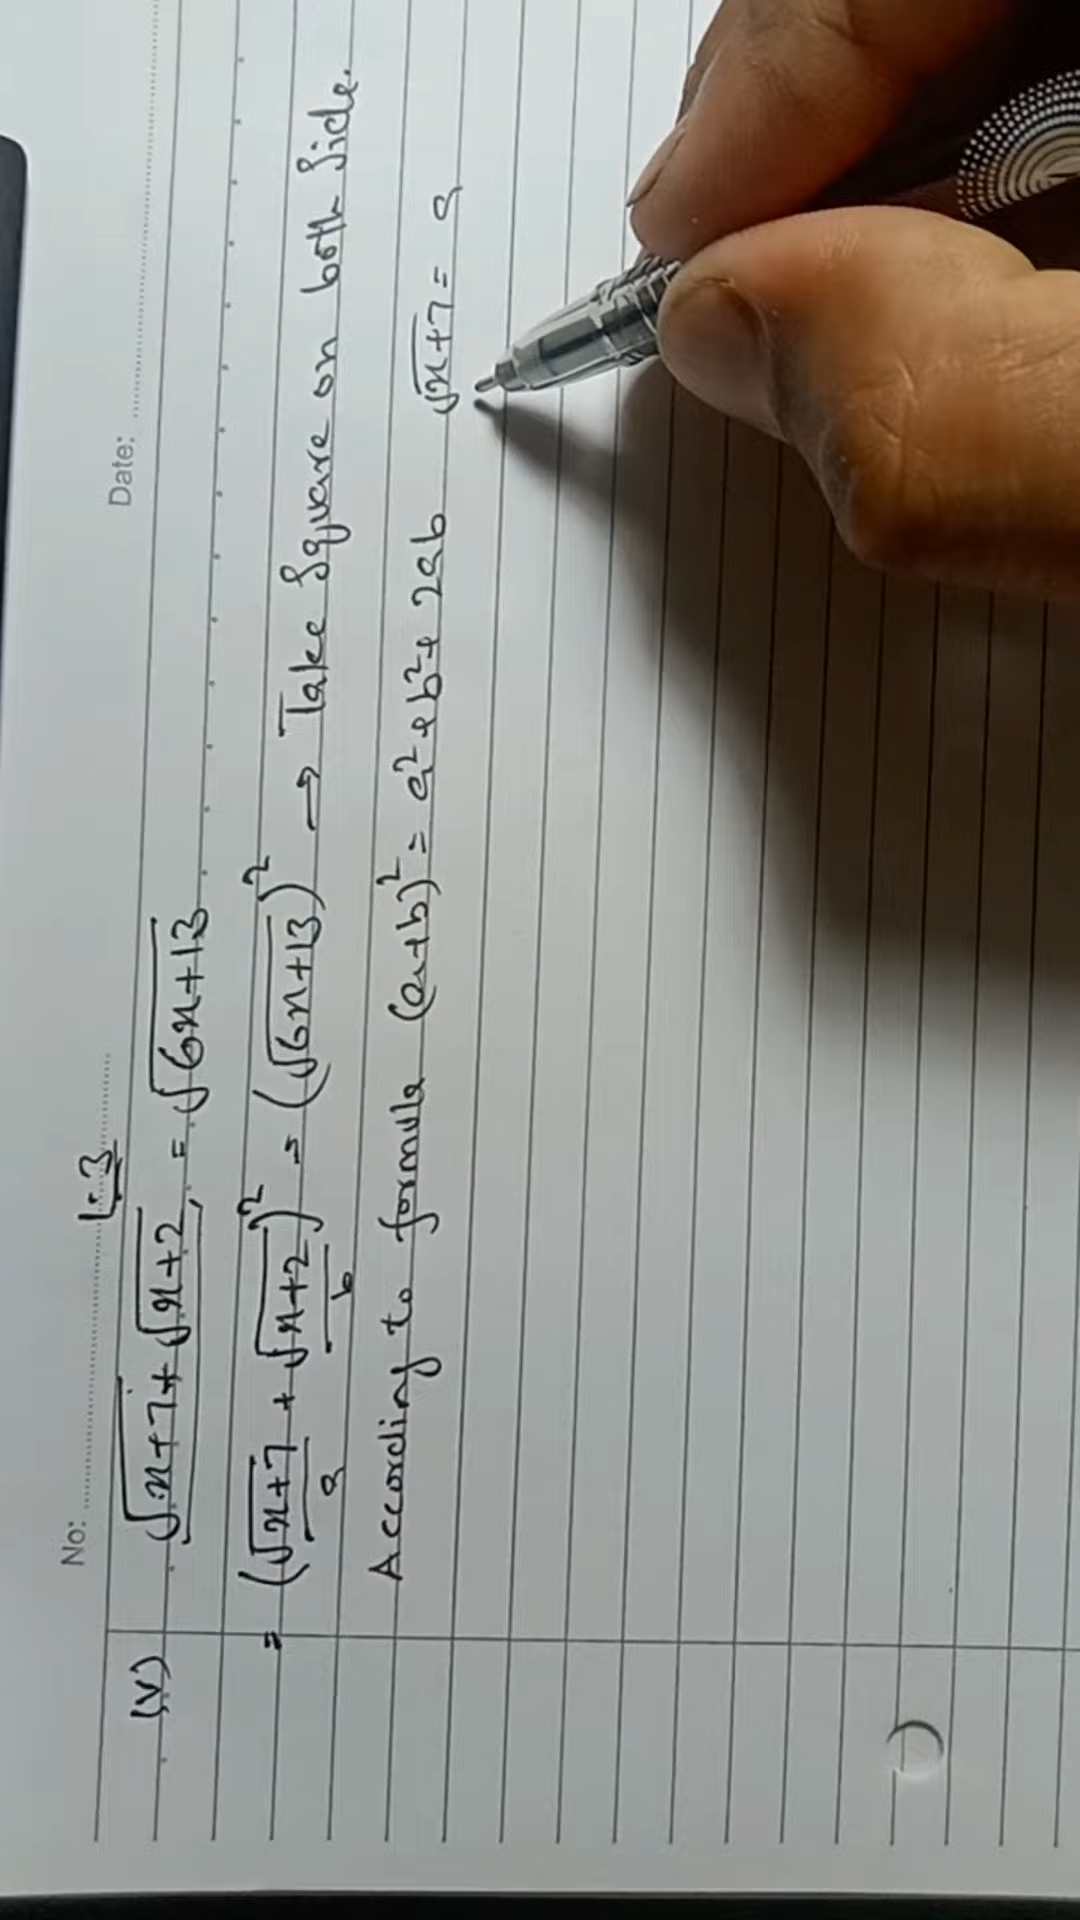 No: 1.3 Date:
(v) √x+7 + √x+2, = √6x+13
= (√x+7 + √x+2)² = (√6x+13)² → Take Square on both Side.
a b
According to formula (a+b)² = a²+b²+2ab √x+7 = a